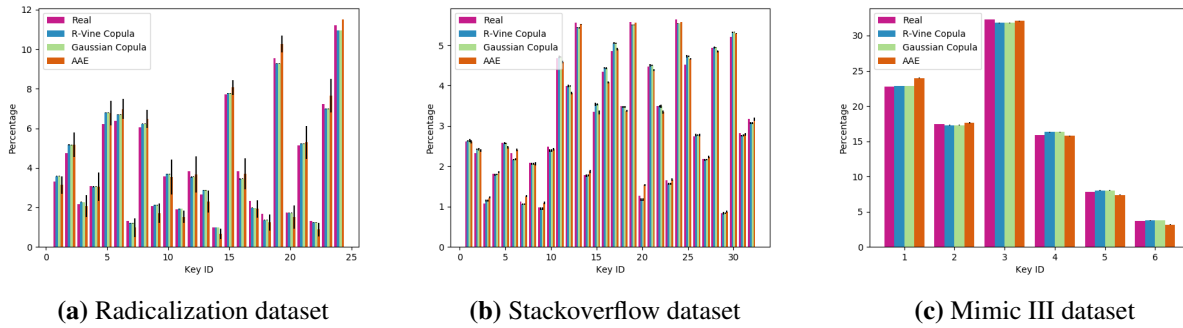 Real
R-Vine Copula
Gaussian Copula
AAE
12
10
8
6
4
2
0
Percentage
0 5 10 15 20 25
Key ID
(a) Radicalization dataset
Real
R-Vine Copula
Gaussian Copula
AAE
5
4
3
2
1
0
Percentage
0 5 10 15 20 25 30
Key ID
(b) Stackoverflow dataset
Real
R-Vine Copula
Gaussian Copula
AAE
30
25
20
15
10
5
0
Percentage
1 2 3 4 5 6
Key ID
(c) Mimic III dataset